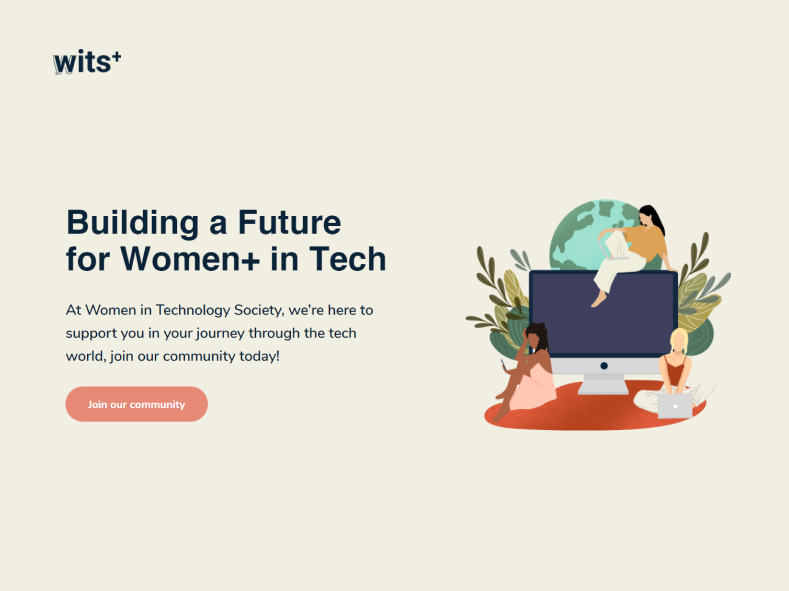 wits+
Building a Future
for Women+ in Tech
At Women in Technology Society, we’re here to
support you in your journey through the tech
world, join our community today!
Join our community